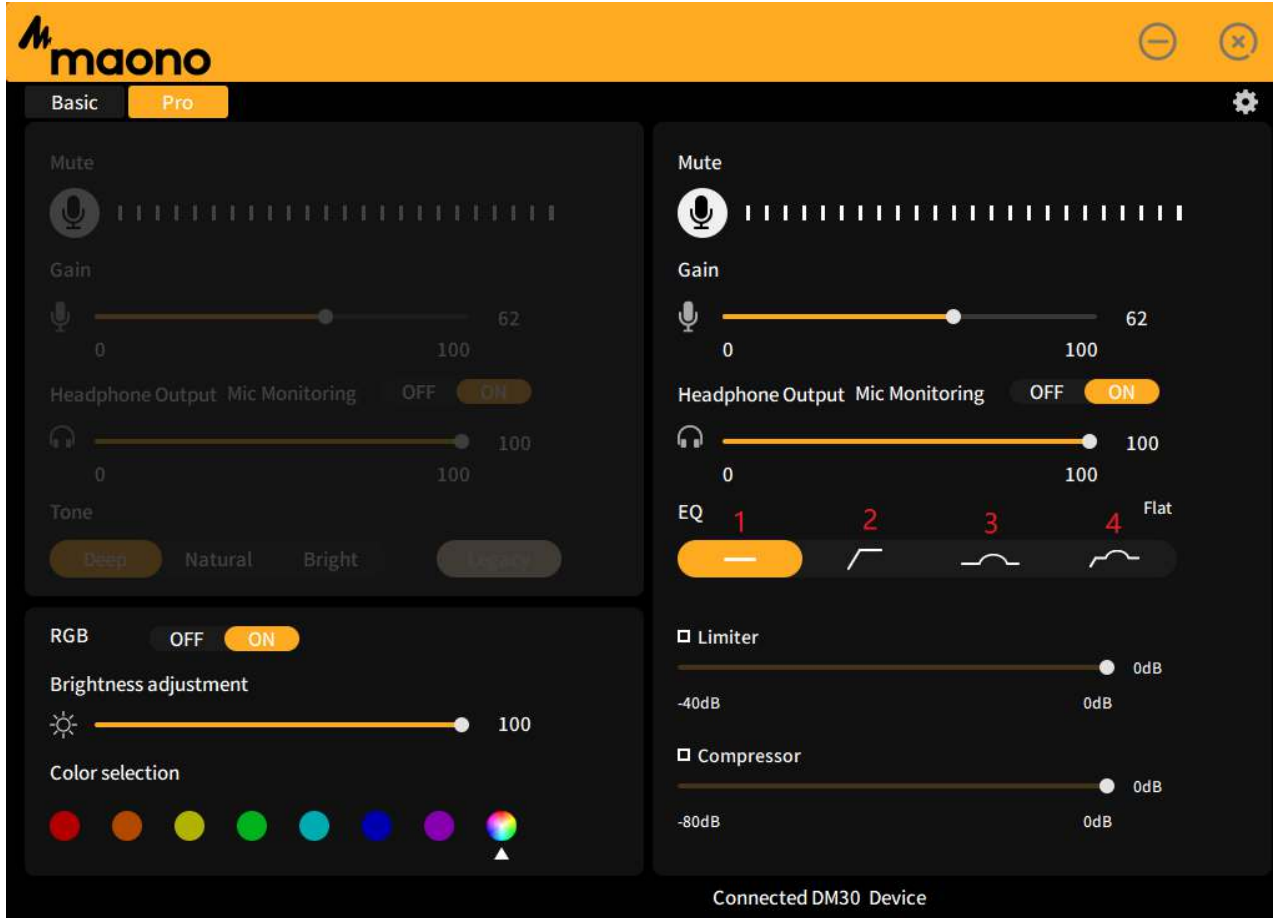 maono
Basic Pro
Mute
Gain
62
0 100
Headphone Output Mic Monitoring OFF ON
100
0 100
Tone
Deep Natural Bright Legacy
RGB OFF ON
Brightness adjustment
100
Color selection
Mute
Gain
62
0 100
Headphone Output Mic Monitoring OFF ON
100
0 100
EQ 1 2 3 4 Flat
Limiter
0dB
-40dB 0dB
Compressor
0dB
-80dB 0dB
Connected DM30 Device